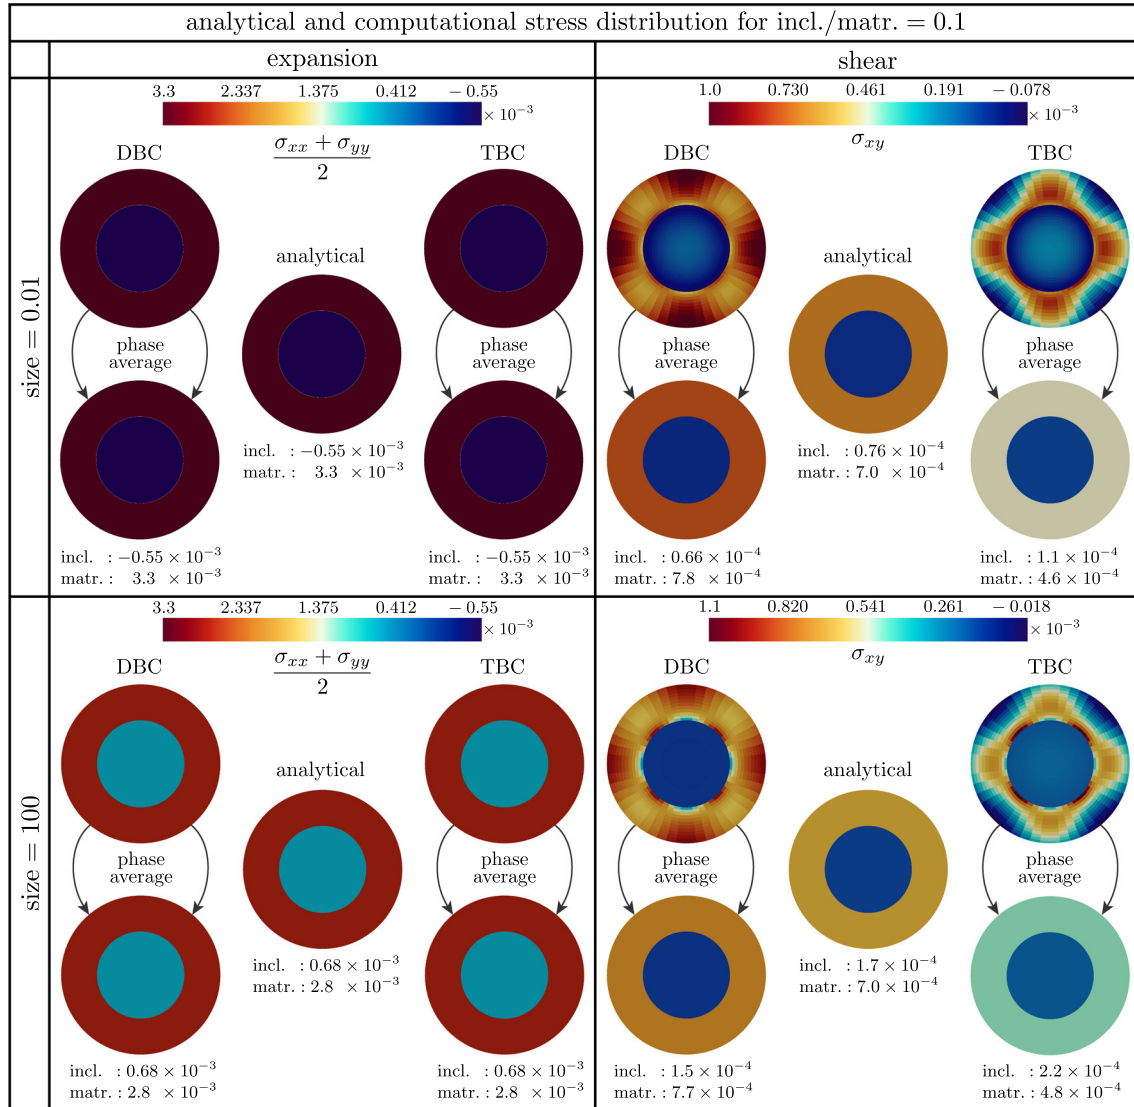 analytical and computational stress distribution for incl./matr. = 0.1
expansion
shear
size = 0.01
3.3 2.337 1.375 0.412 − 0.55
× 10⁻³
DBC
σxx + σyy
2
TBC
analytical
phase
average
phase
average
incl. : −0.55 × 10⁻³
matr. : 3.3 × 10⁻³
incl. : −0.55 × 10⁻³
matr. : 3.3 × 10⁻³
incl. : −0.55 × 10⁻³
matr. : 3.3 × 10⁻³
1.0 0.730 0.461 0.191 − 0.078
× 10⁻³
DBC
σxy
TBC
analytical
phase
average
phase
average
incl. : 0.76 × 10⁻⁴
matr. : 7.0 × 10⁻⁴
incl. : 0.66 × 10⁻⁴
matr. : 7.8 × 10⁻⁴
incl. : 1.1 × 10⁻⁴
matr. : 4.6 × 10⁻⁴
size = 100
3.3 2.337 1.375 0.412 − 0.55
× 10⁻³
DBC
σxx + σyy
2
TBC
analytical
phase
average
phase
average
incl. : 0.68 × 10⁻³
matr. : 2.8 × 10⁻³
incl. : 0.68 × 10⁻³
matr. : 2.8 × 10⁻³
incl. : 0.68 × 10⁻³
matr. : 2.8 × 10⁻³
1.1 0.820 0.541 0.261 − 0.018
× 10⁻³
DBC
σxy
TBC
analytical
phase
average
phase
average
incl. : 1.7 × 10⁻⁴
matr. : 7.0 × 10⁻⁴
incl. : 1.5 × 10⁻⁴
matr. : 7.7 × 10⁻⁴
incl. : 2.2 × 10⁻⁴
matr. : 4.8 × 10⁻⁴